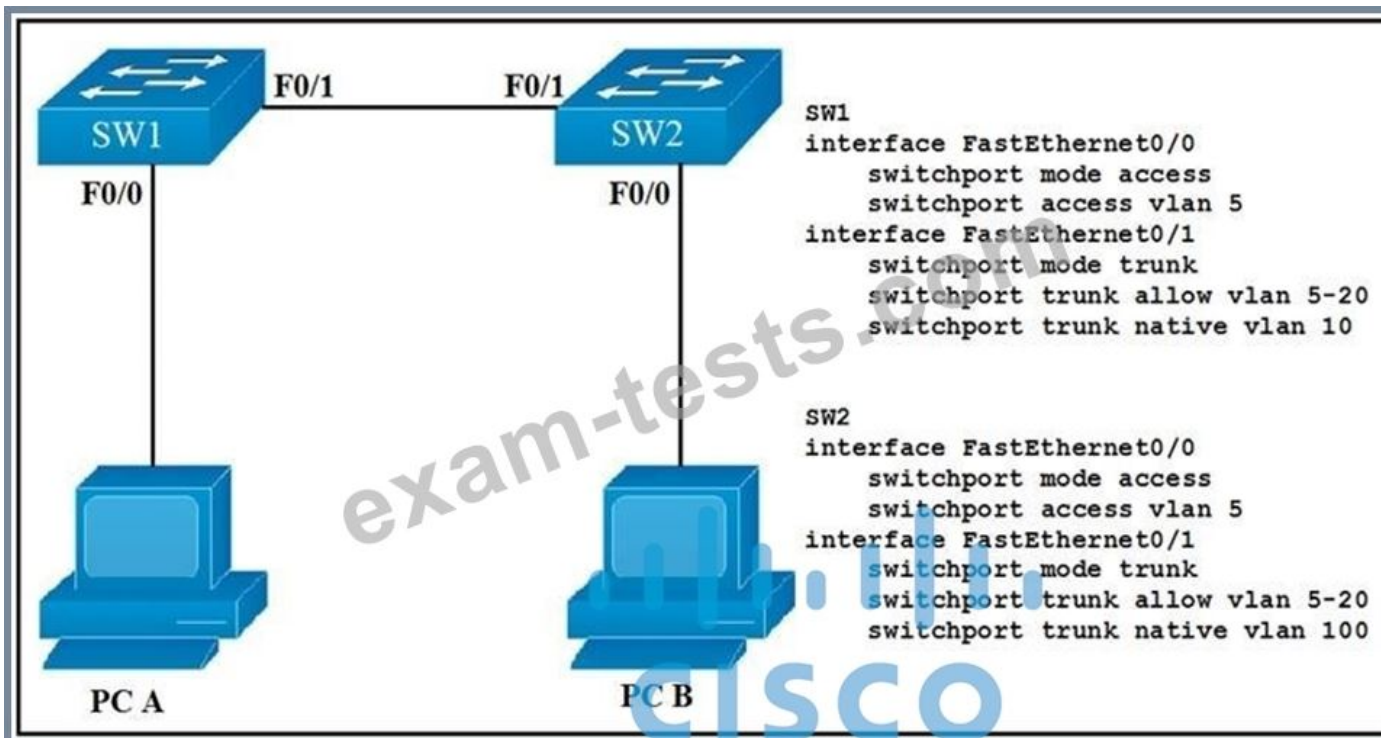 F0/1
F0/1
SW1
SW2
F0/0
F0/0
PC A
PC B
SW1
interface FastEthernet0/0
switchport mode access
switchport access vlan 5
interface FastEthernet0/1
switchport mode trunk
switchport trunk allow vlan 5-20
switchport trunk native vlan 10
SW2
interface FastEthernet0/0
switchport mode access
switchport access vlan 5
interface FastEthernet0/1
switchport mode trunk
switchport trunk allow vlan 5-20
switchport trunk native vlan 100
exam-tests.com
CISCO